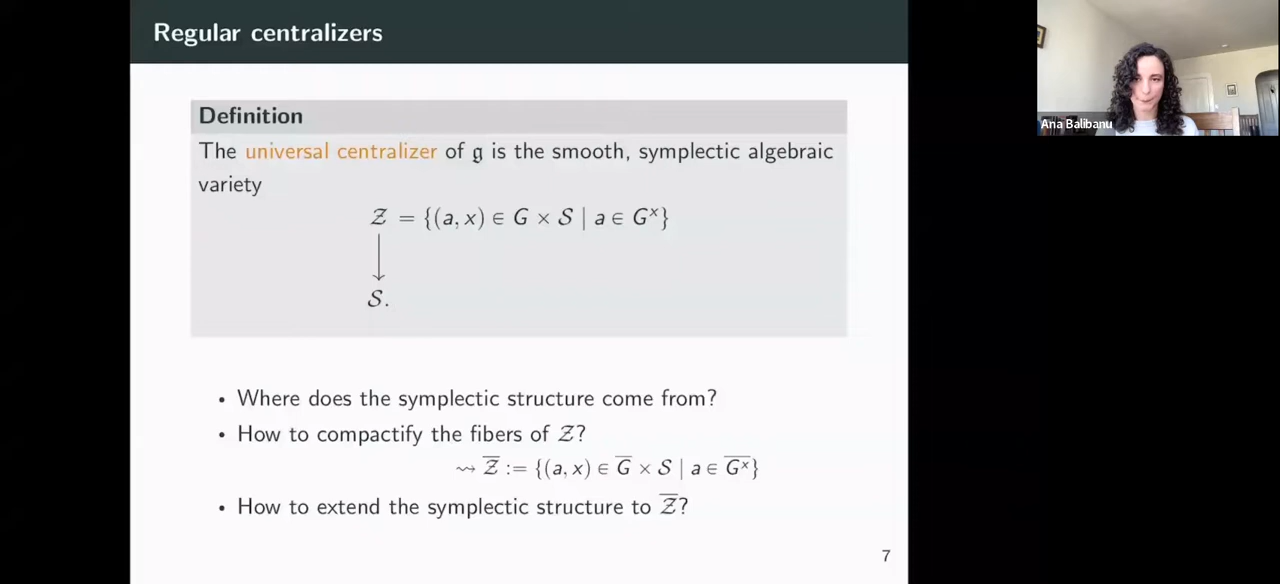 Regular centralizers
Definition
The universal centralizer of 𝔤 is the smooth, symplectic algebraic
variety
𝒵 = {(a, x) ∈ G × 𝒮 | a ∈ Gˣ}
𝒮.
• Where does the symplectic structure come from?
• How to compactify the fibers of 𝒵?
⇝ 𝒵̅ := {(a, x) ∈ G̅ × 𝒮 | a ∈ G̅ˣ̅}
• How to extend the symplectic structure to 𝒵̅?
7
Ana Balibanu